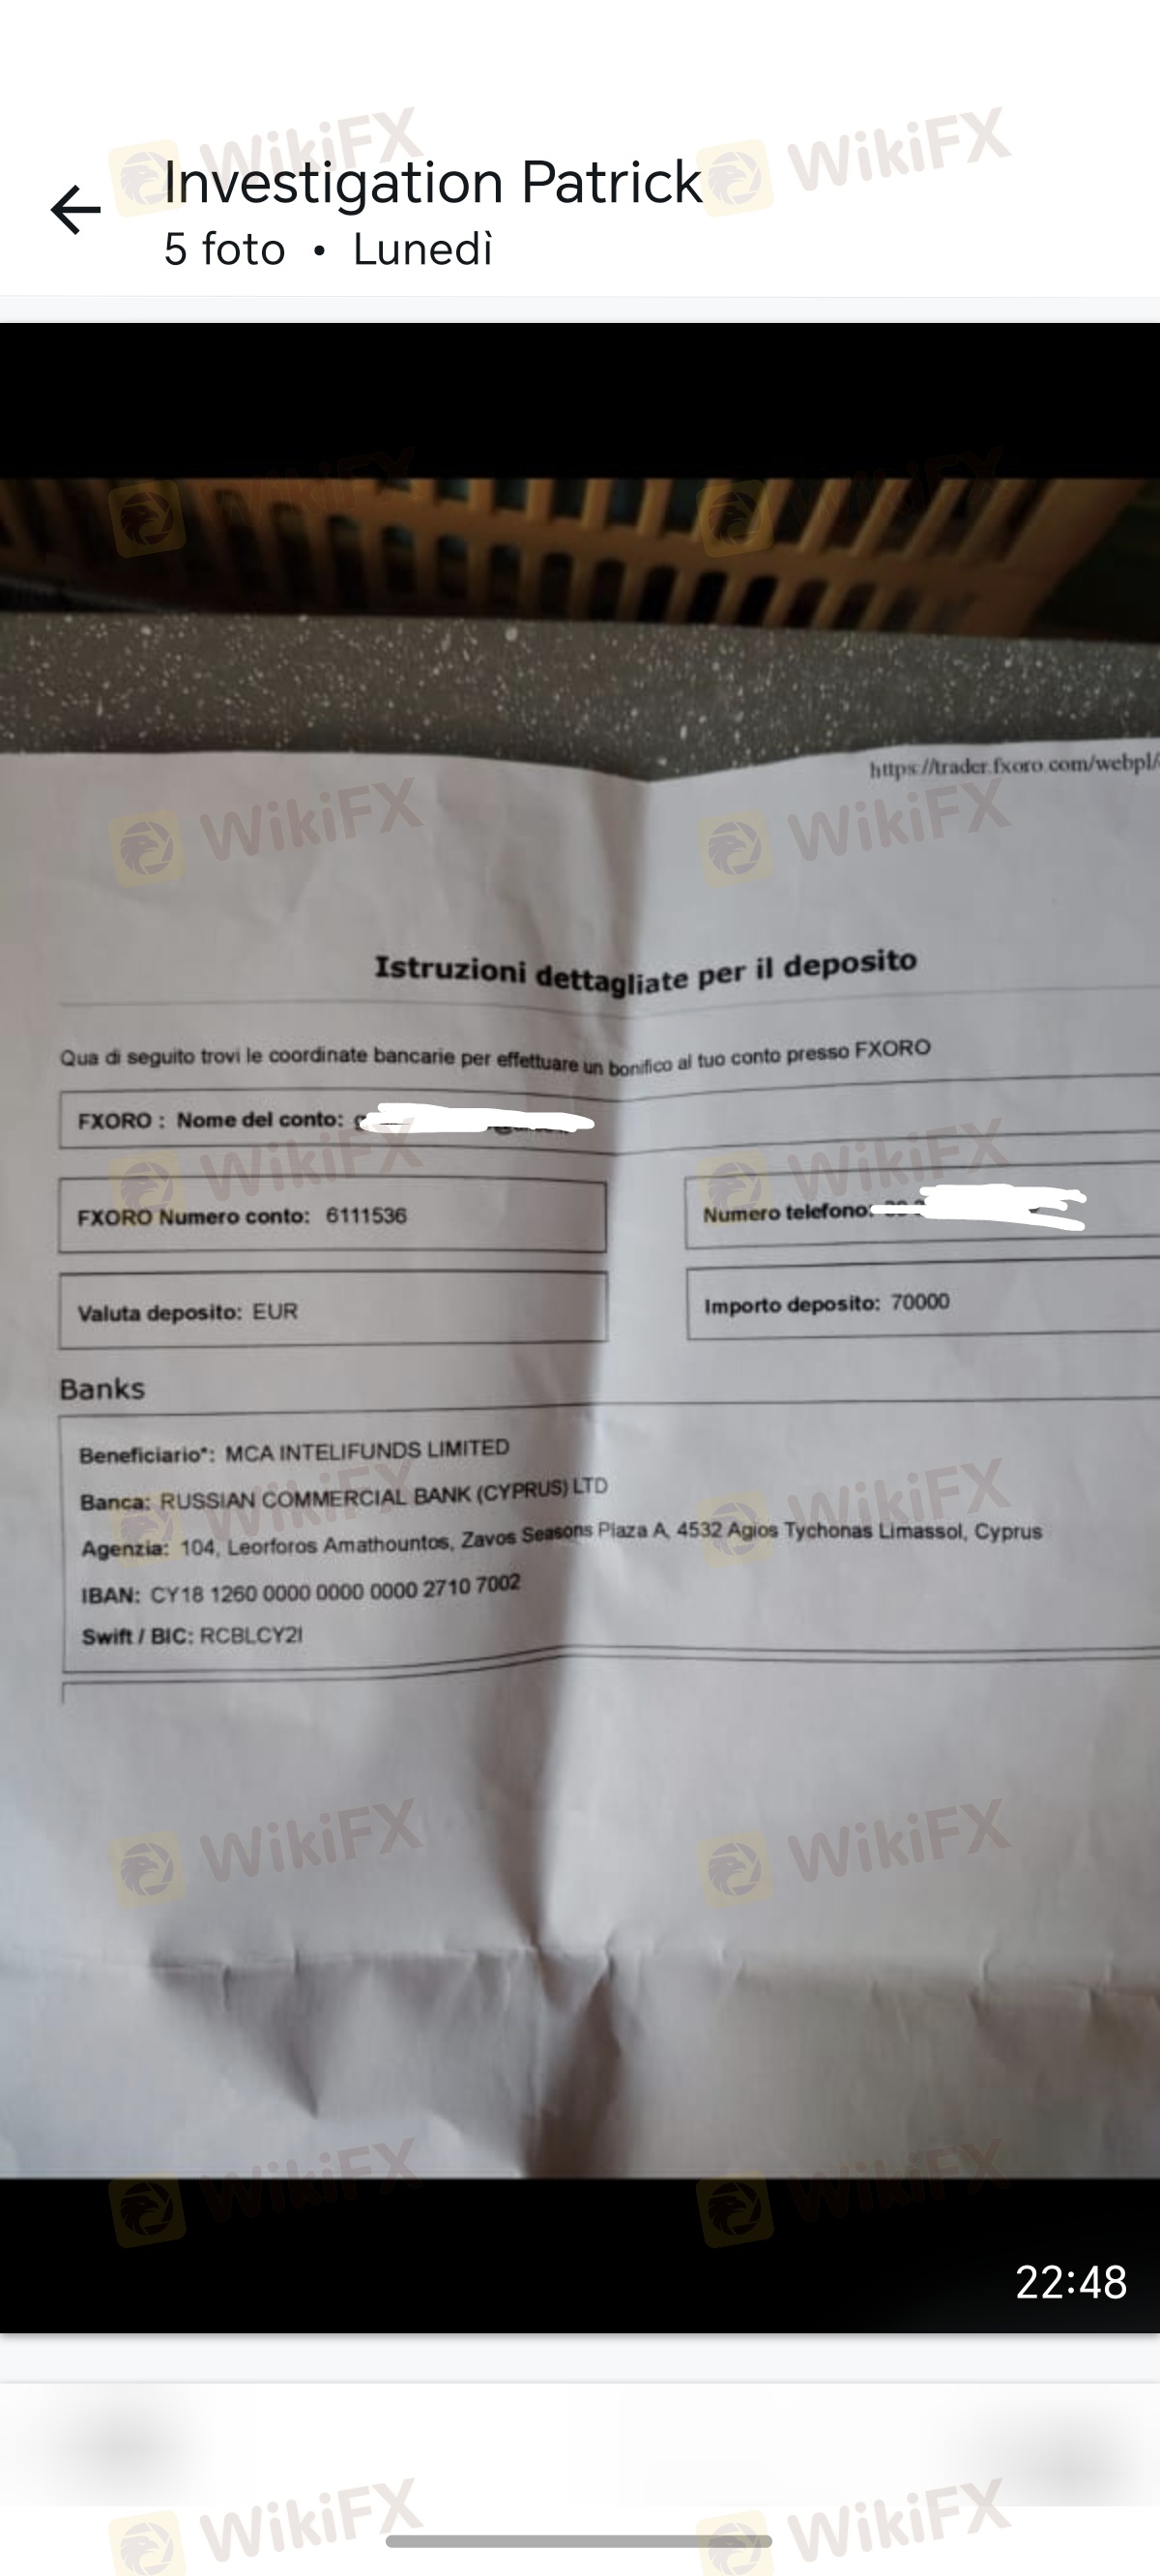 Investigation Patrick
5 foto • Lunedì
https://trader.fxoro.com/webpl/
Istruzioni dettagliate per il deposito
Qua di seguito trovi le coordinate bancarie per effettuare un bonifico al tuo conto presso FXORO
FXORO : Nome del conto:
FXORO Numero conto: 6111536
Numero telefono:
Valuta deposito: EUR
Importo deposito: 70000
Banks
Beneficiario*: MCA INTELIFUNDS LIMITED
Banca: RUSSIAN COMMERCIAL BANK (CYPRUS) LTD
Agenzia: 104, Leorforos Amathountos, Zavos Seasons Plaza A, 4532 Agios Tychonas Limassol, Cyprus
IBAN: CY18 1260 0000 0000 0000 2710 7002
Swift / BIC: RCBLCY2I
22:48
WikiFX